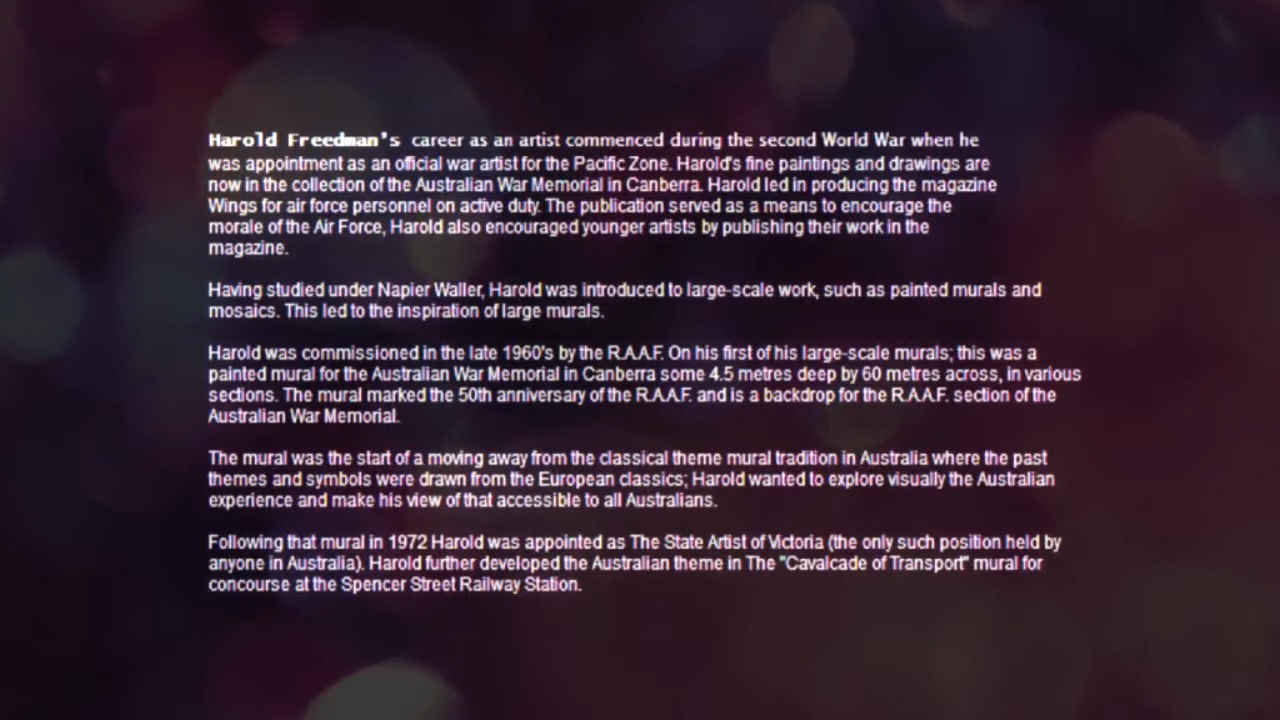 Harold Freedman's career as an artist commenced during the second World War when he
was appointment as an official war artist for the Pacific Zone. Harold's fine paintings and drawings are
now in the collection of the Australian War Memorial in Canberra. Harold led in producing the magazine
Wings for air force personnel on active duty. The publication served as a means to encourage the
morale of the Air Force, Harold also encouraged younger artists by publishing their work in the
magazine.
Having studied under Napier Waller, Harold was introduced to large-scale work, such as painted murals and
mosaics. This led to the inspiration of large murals.
Harold was commissioned in the late 1960's by the R.A.A.F. On his first of his large-scale murals; this was a
painted mural for the Australian War Memorial in Canberra some 4.5 metres deep by 60 metres across, in various
sections. The mural marked the 50th anniversary of the R.A.A.F. and is a backdrop for the R.A.A.F. section of the
Australian War Memorial.
The mural was the start of a moving away from the classical theme mural tradition in Australia where the past
themes and symbols were drawn from the European classics; Harold wanted to explore visually the Australian
experience and make his view of that accessible to all Australians.
Following that mural in 1972 Harold was appointed as The State Artist of Victoria (the only such position held by
anyone in Australia). Harold further developed the Australian theme in The "Cavalcade of Transport" mural for
concourse at the Spencer Street Railway Station.